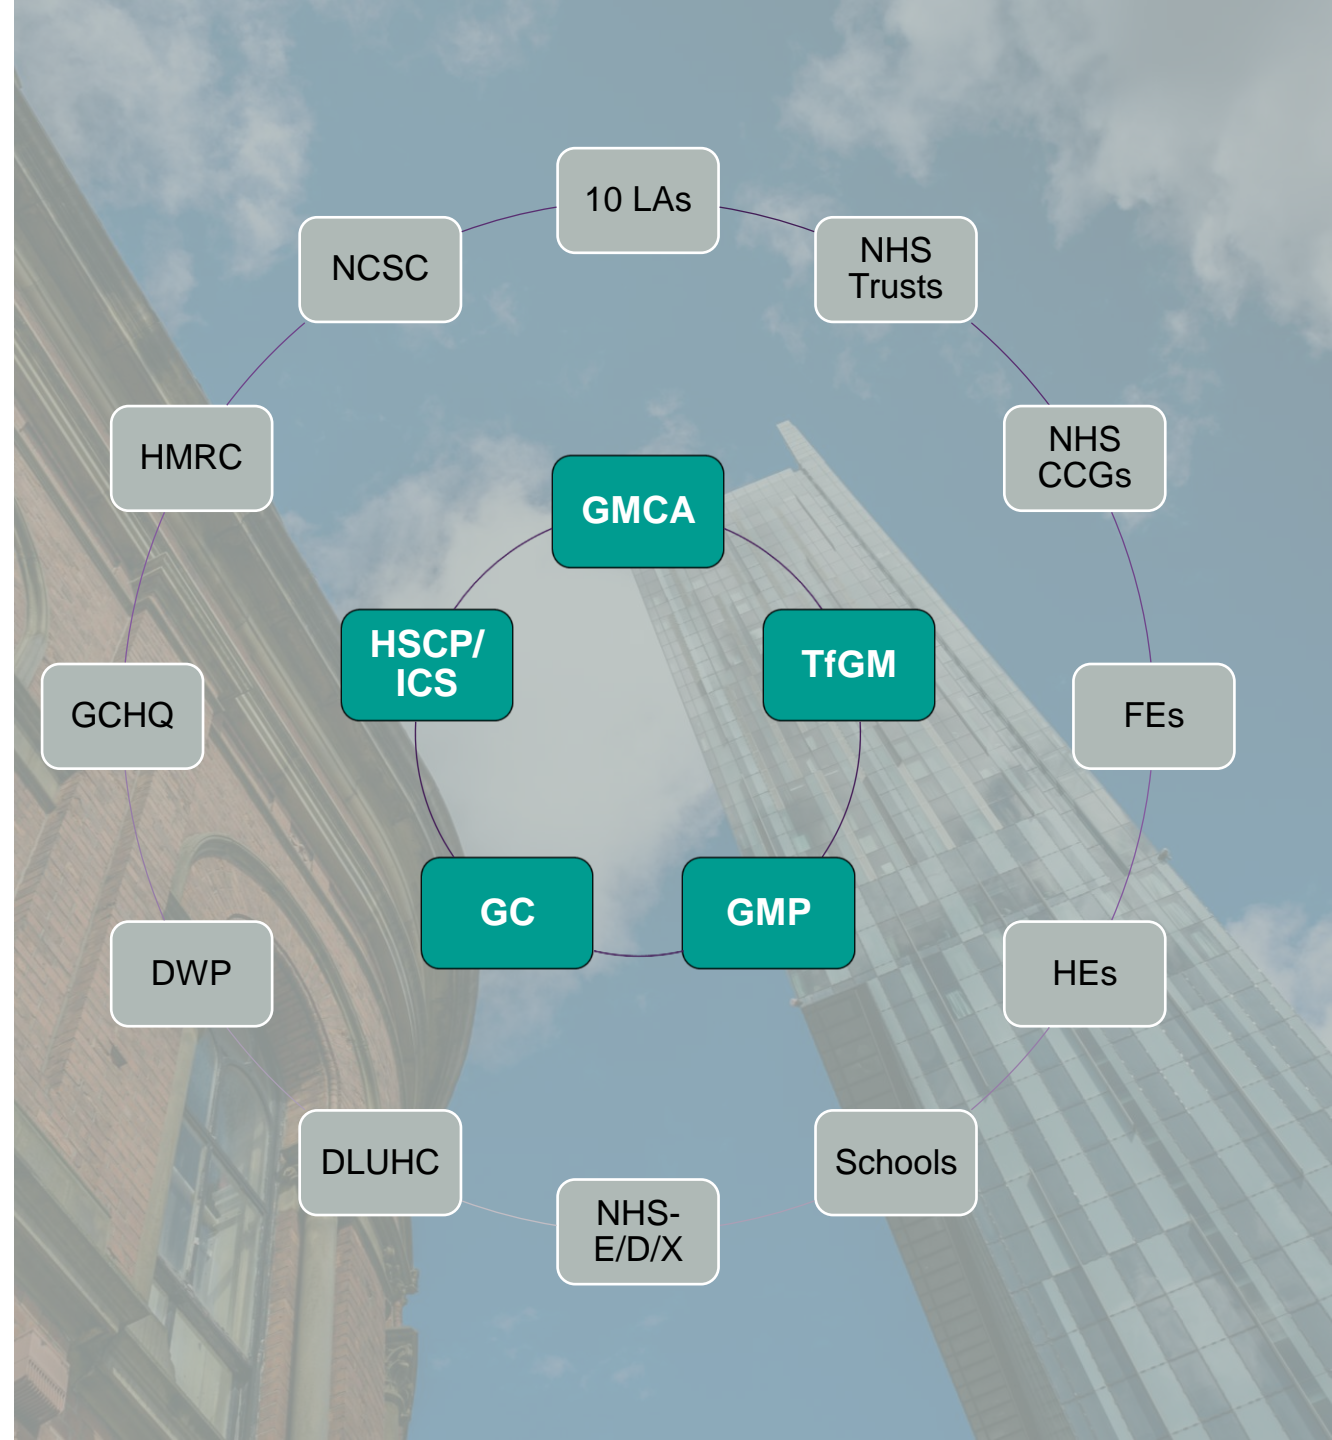 10 LAs
NHS
Trusts
NHS
CCGs
FEs
HEs
Schools
NHS-
E/D/X
DLUHC
DWP
GCHQ
HMRC
NCSC
GMCA
TfGM
GMP
GC
HSCP/
ICS